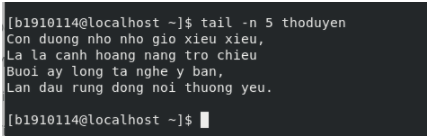 [b1910114@localhost ~]$ tail -n 5 thoduyen
Con duong nho nho gio xieu xieu,
La la canh hoang nang tro chieu
Buoi ay long ta nghe y ban,
Lan dau rung dong noi thuong yeu.
[b1910114@localhost ~]$